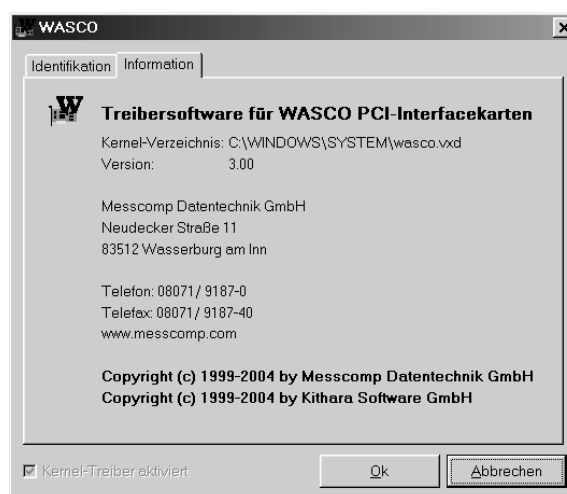 WASCO
Identifikation Information
W
Treibersoftware für WASCO PCI-Interfacekarten
Kernel-Verzeichnis: C:\WINDOWS\SYSTEM\wasco.vxd
Version: 3.00
Messcomp Datentechnik GmbH
Neudecker Straße 11
83512 Wasserburg am Inn
Telefon: 08071/ 9187-0
Telefax: 08071/ 9187-40
www.messcomp.com
Copyright (c) 1999-2004 by Messcomp Datentechnik GmbH
Copyright (c) 1999-2004 by Kithara Software GmbH
Kernel-Treiber aktiviert Ok Abbrechen